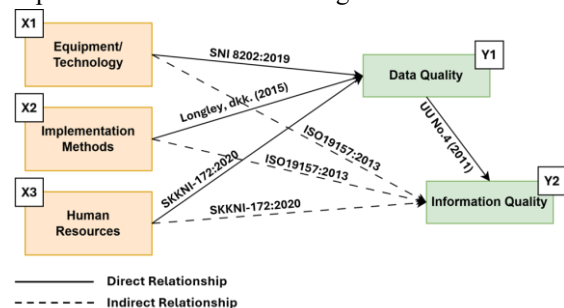 X1
Equipment/
Technology
X2
Implementation
Methods
X3
Human
Resources
SNI 8202:2019
Longley, dkk. (2015)
SKKNI-172:2020
ISO19157:2013
ISO19157:2013
SKKNI-172:2020
Y1
Data Quality
UU No.4 (2011)
Y2
Information Quality
Direct Relationship
Indirect Relationship